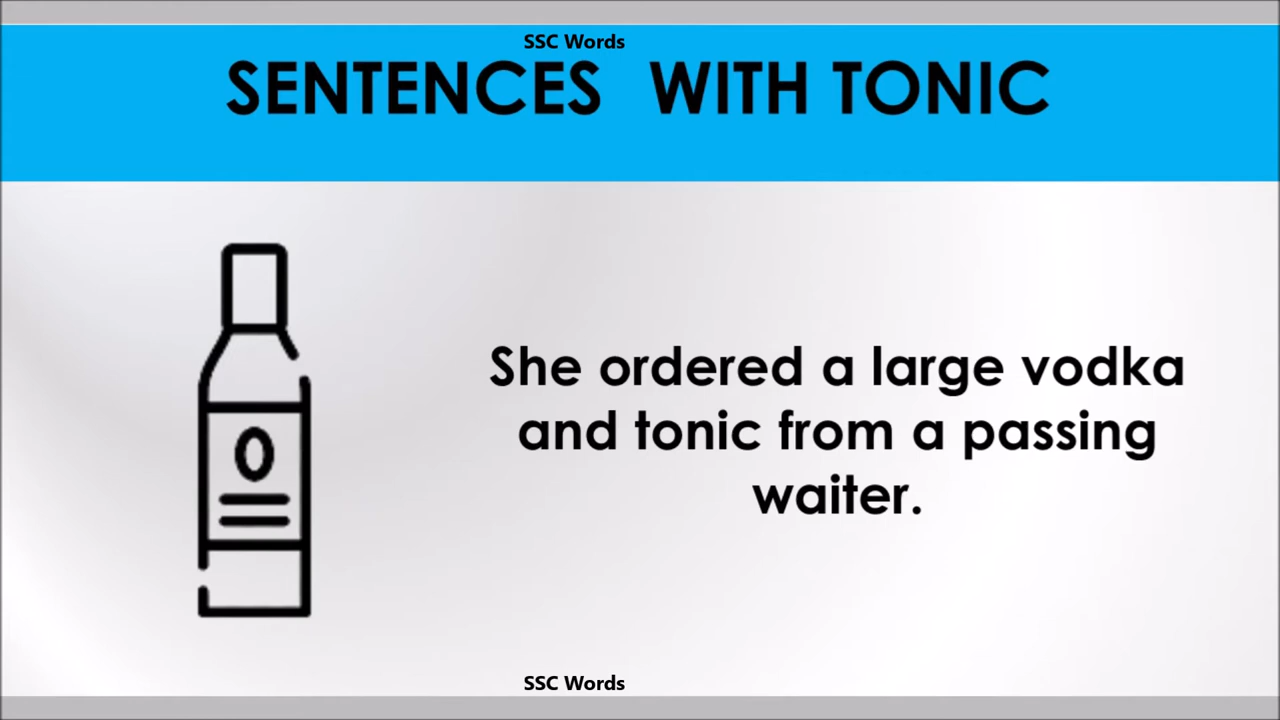 SSC Words
SENTENCES WITH TONIC
She ordered a large vodka
and tonic from a passing
waiter.
SSC Words